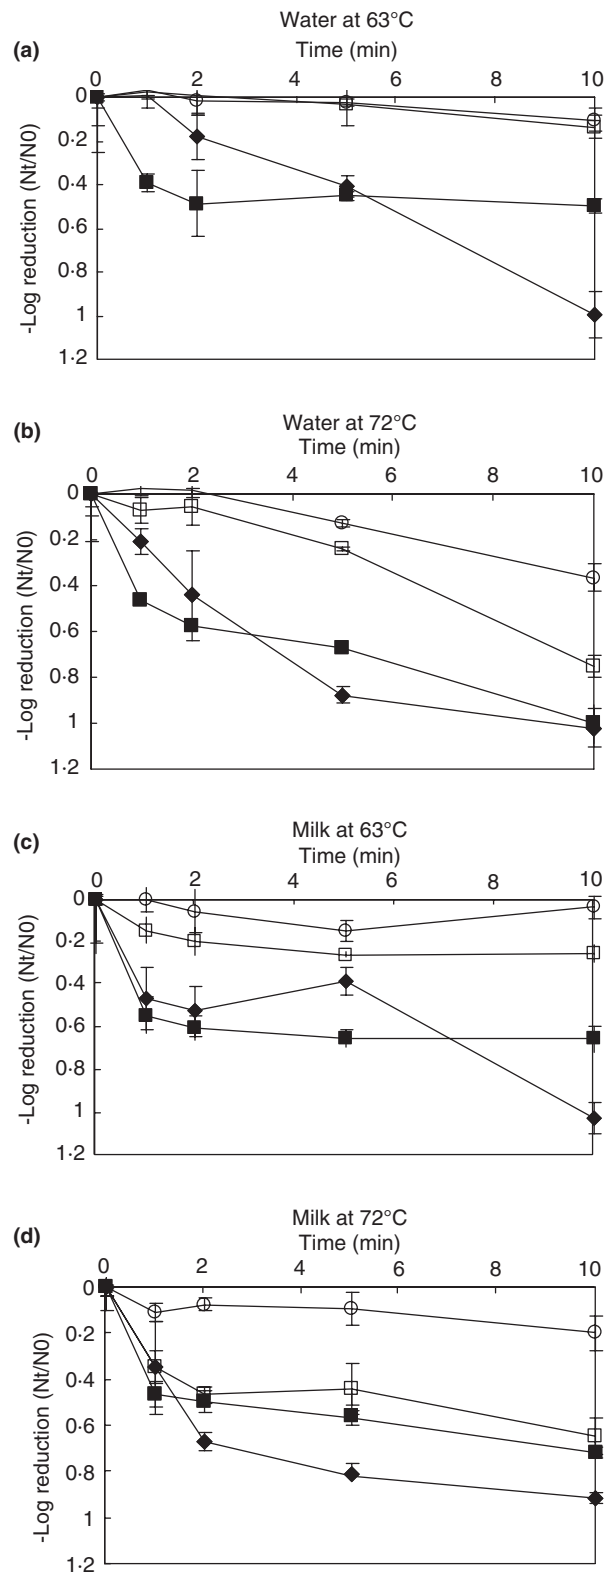 (a)
Water at 63°C
Time (min)
0 2 4 6 8 10
0
0·2
0·4
0·6
0·8
1
1·2
-Log reduction (Nt/N0)
(b)
Water at 72°C
Time (min)
0 2 4 6 8 10
0
0·2
0·4
0·6
0·8
1
1·2
-Log reduction (Nt/N0)
(c)
Milk at 63°C
Time (min)
0 2 4 6 8 10
0
0·2
0·4
0·6
0·8
1
1·2
-Log reduction (Nt/N0)
(d)
Milk at 72°C
Time (min)
0 2 4 6 8 10
0
0·2
0·4
0·6
0·8
1
1·2
-Log reduction (Nt/N0)